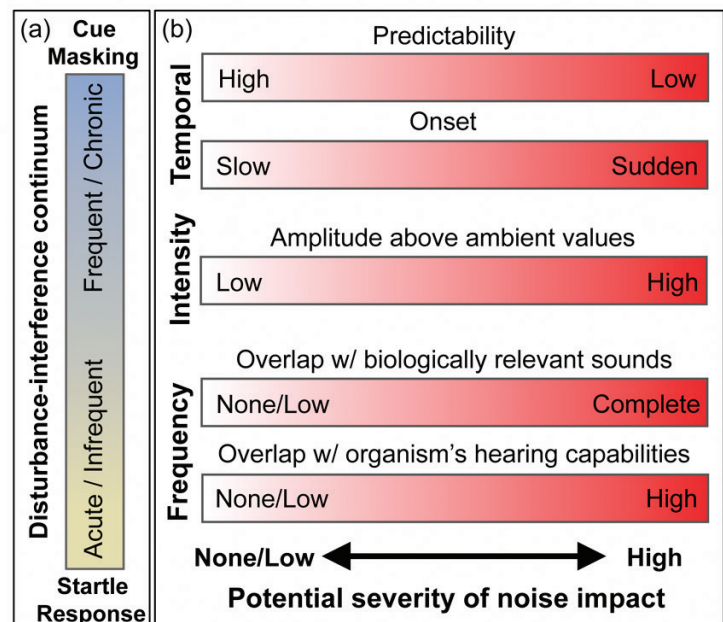 (a)
Cue
Masking
Disturbance-interference continuum
Frequent / Chronic
Acute / Infrequent
Startle
Response
(b)
Temporal
Predictability
High Low
Onset
Slow Sudden
Intensity
Amplitude above ambient values
Low High
Frequency
Overlap w/ biologically relevant sounds
None/Low Complete
Overlap w/ organism's hearing capabilities
None/Low High
None/Low High
Potential severity of noise impact